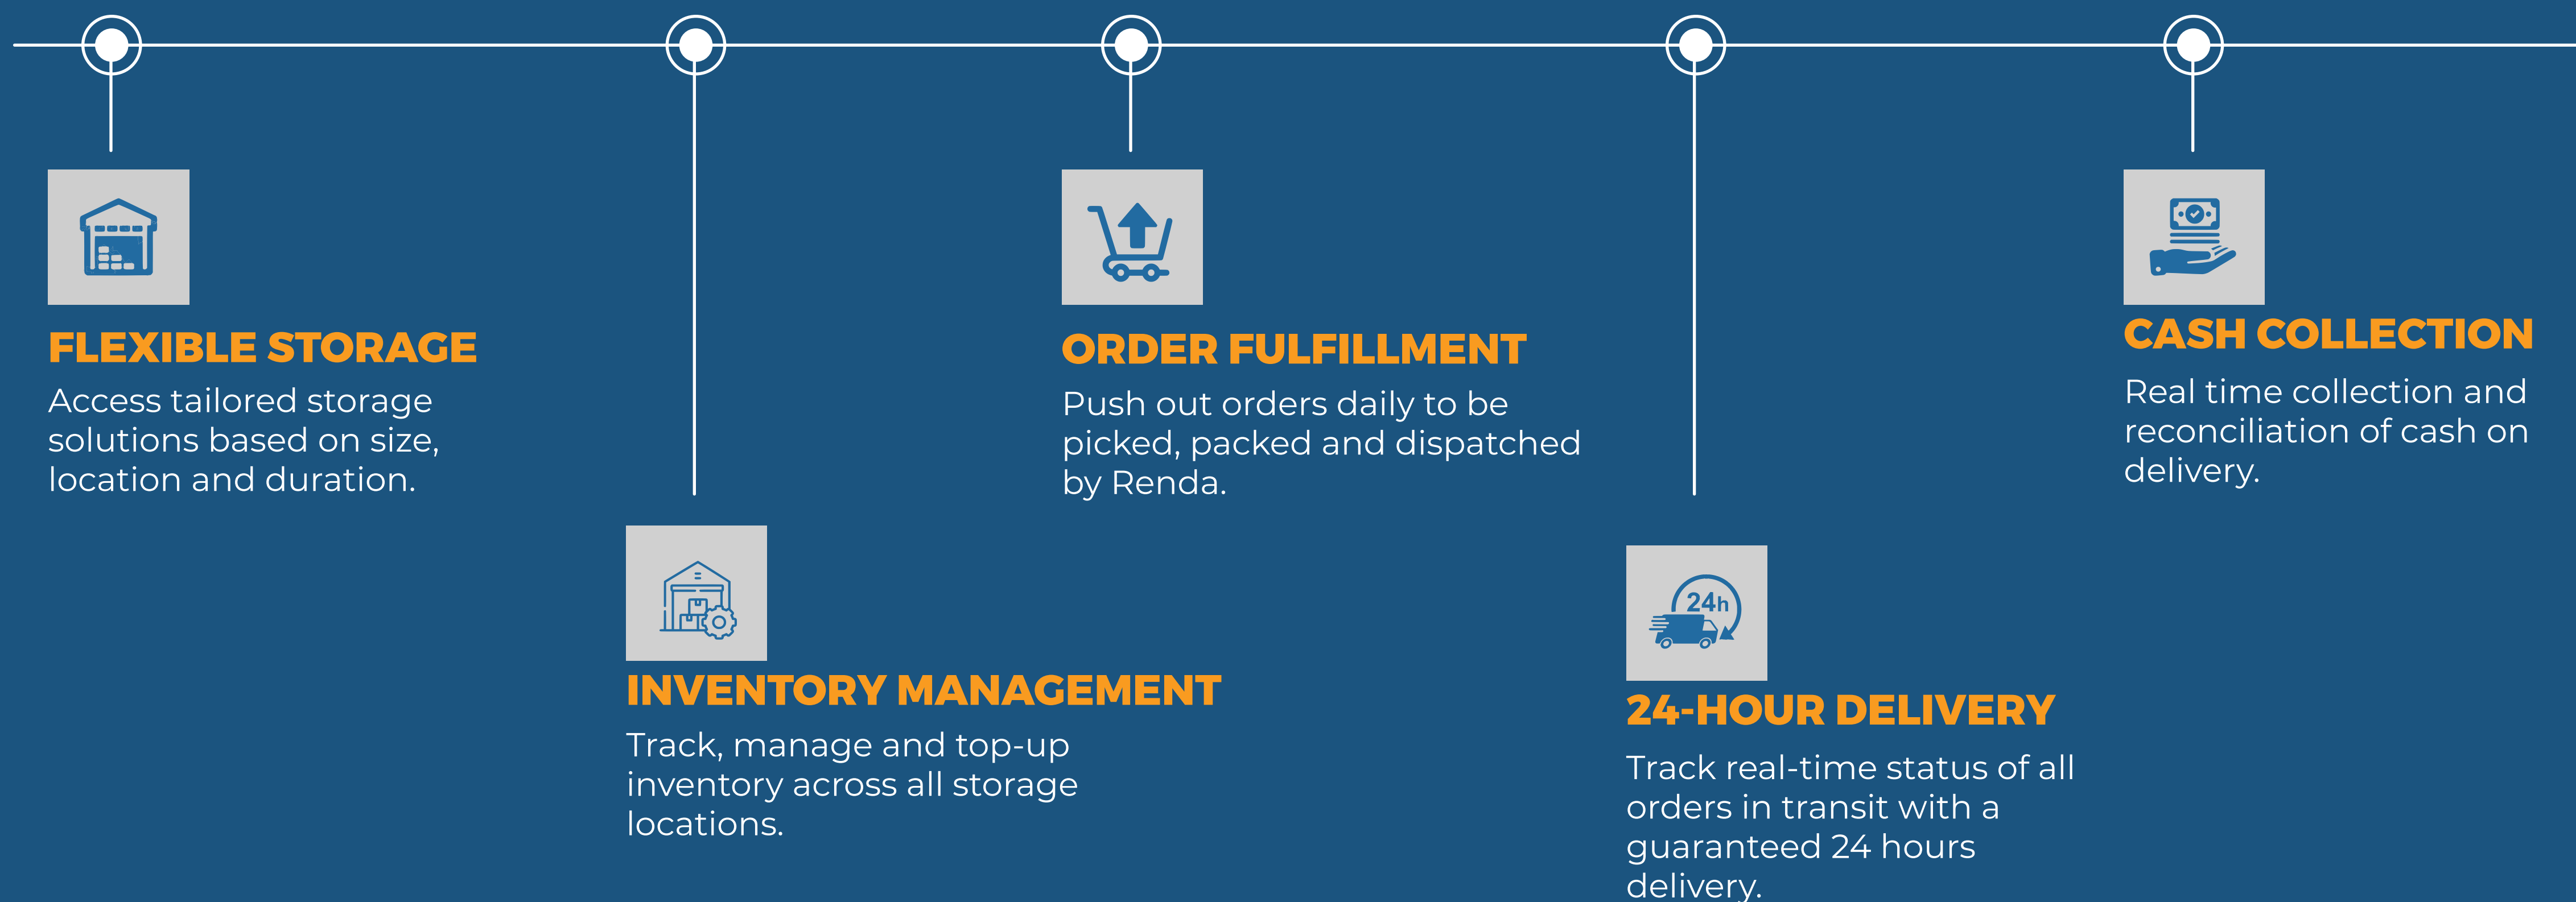 FLEXIBLE STORAGE
Access tailored storage
solutions based on size,
location and duration.
INVENTORY MANAGEMENT
Track, manage and top-up
inventory across all storage
locations.
ORDER FULFILLMENT
Push out orders daily to be
picked, packed and dispatched
by Renda.
24h
24-HOUR DELIVERY
Track real-time status of all
orders in transit with a
guaranteed 24 hours
delivery.
CASH COLLECTION
Real time collection and
reconciliation of cash on
delivery.